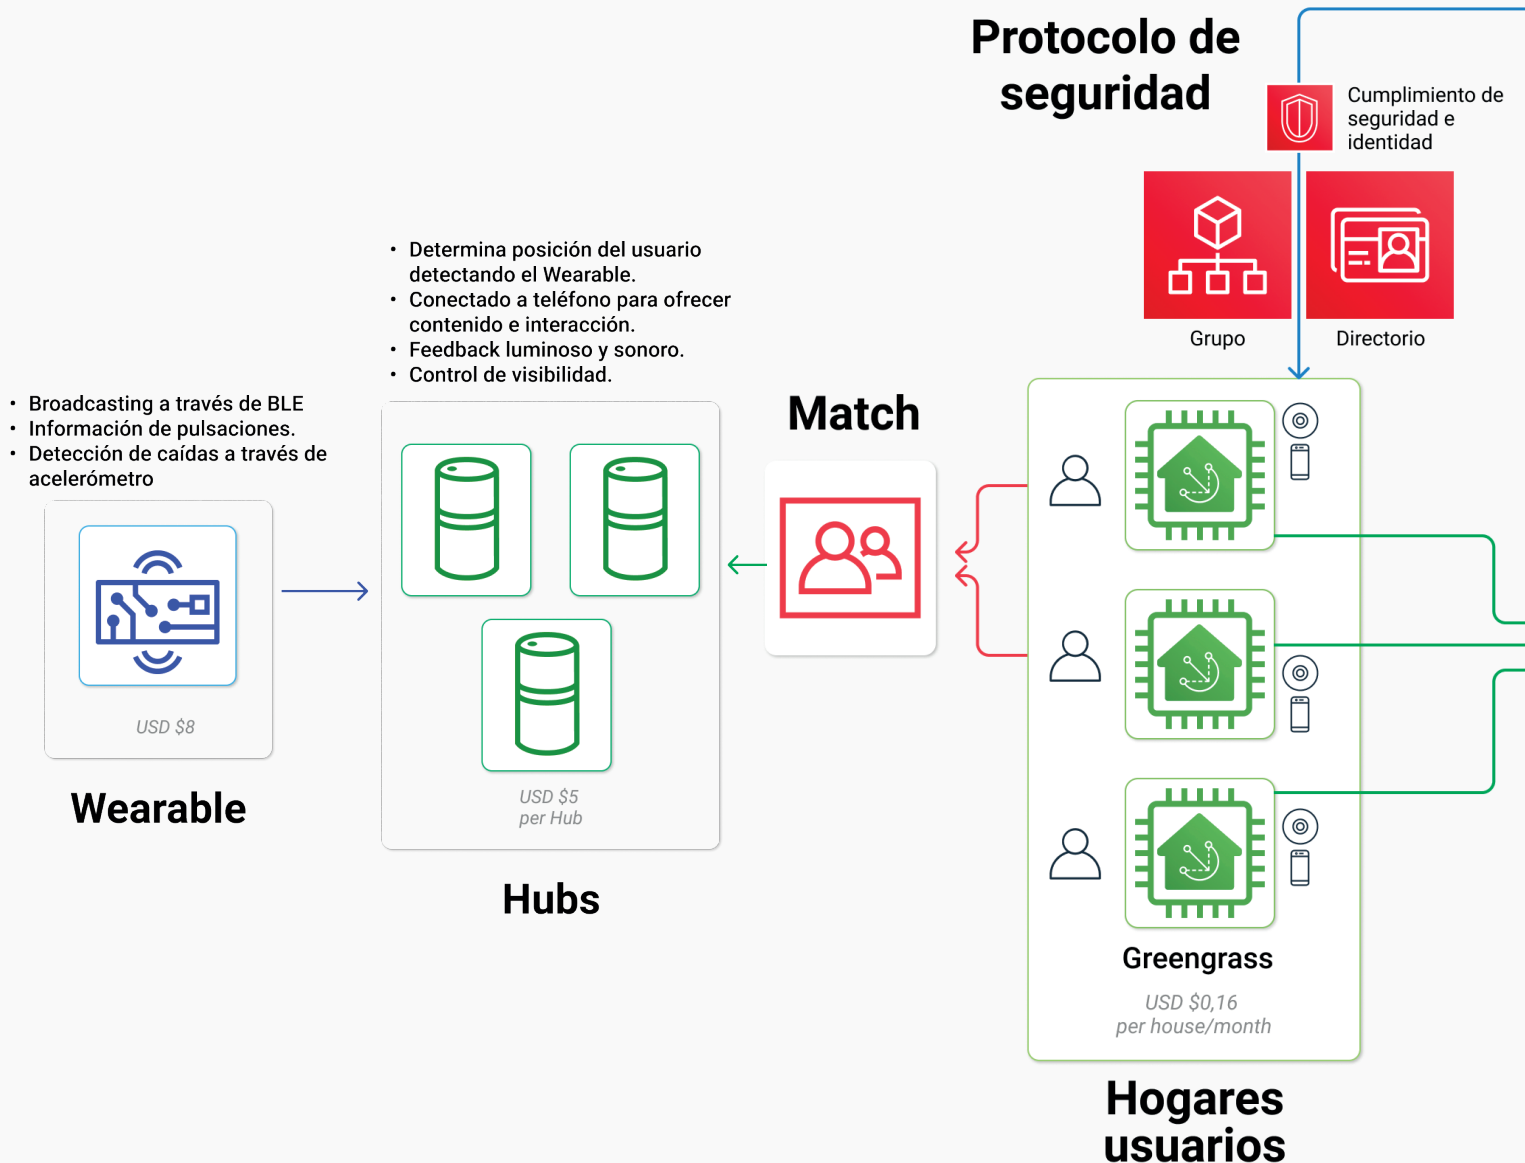 Protocolo de
seguridad
Cumplimiento de
seguridad e
identidad
Grupo
Directorio
• Determina posición del usuario
detectando el Wearable.
• Conectado a teléfono para ofrecer
contenido e interacción.
• Feedback luminoso y sonoro.
• Control de visibilidad.
• Broadcasting a través de BLE
• Información de pulsaciones.
• Detección de caídas a través de
acelerómetro
USD $8
Wearable
USD $5
per Hub
Hubs
Match
Greengrass
USD $0,16
per house/month
Hogares
usuarios